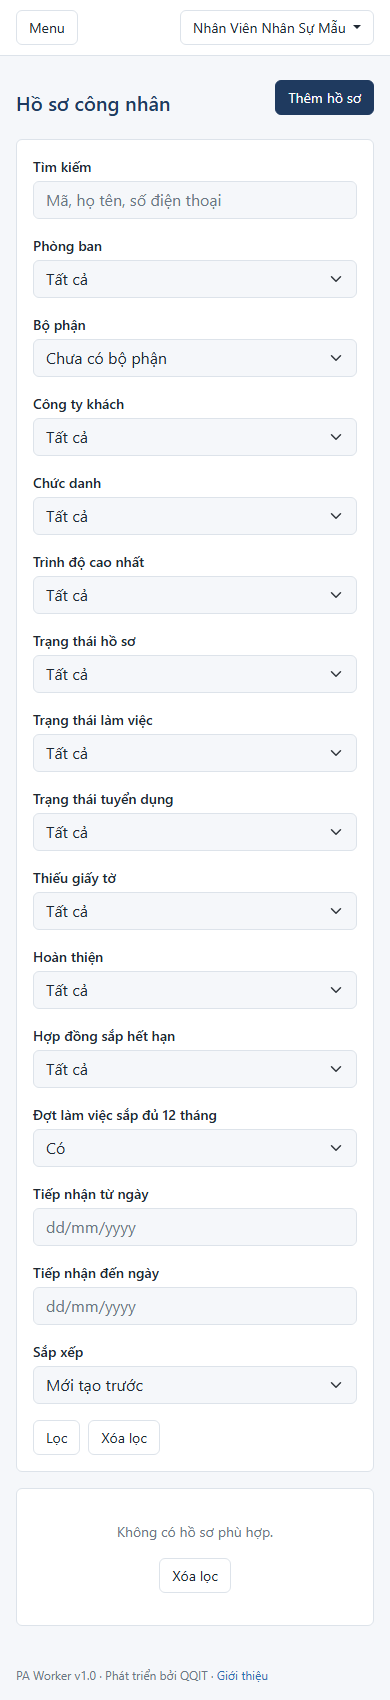 Menu
Nhân Viên Nhân Sự Mẫu
Hồ sơ công nhân
Thêm hồ sơ
Tìm kiếm
Mã, họ tên, số điện thoại
Phòng ban
Tất cả
Bộ phận
Chưa có bộ phận
Công ty khách
Tất cả
Chức danh
Tất cả
Trình độ cao nhất
Tất cả
Trạng thái hồ sơ
Tất cả
Trạng thái làm việc
Tất cả
Trạng thái tuyển dụng
Tất cả
Thiếu giấy tờ
Tất cả
Hoàn thiện
Tất cả
Hợp đồng sắp hết hạn
Tất cả
Đợt làm việc sắp đủ 12 tháng
Có
Tiếp nhận từ ngày
dd/mm/yyyy
Tiếp nhận đến ngày
dd/mm/yyyy
Sắp xếp
Mới tạo trước
Lọc
Xóa lọc
Không có hồ sơ phù hợp.
Xóa lọc
PA Worker v1.0 · Phát triển bởi QQIT · Giới thiệu